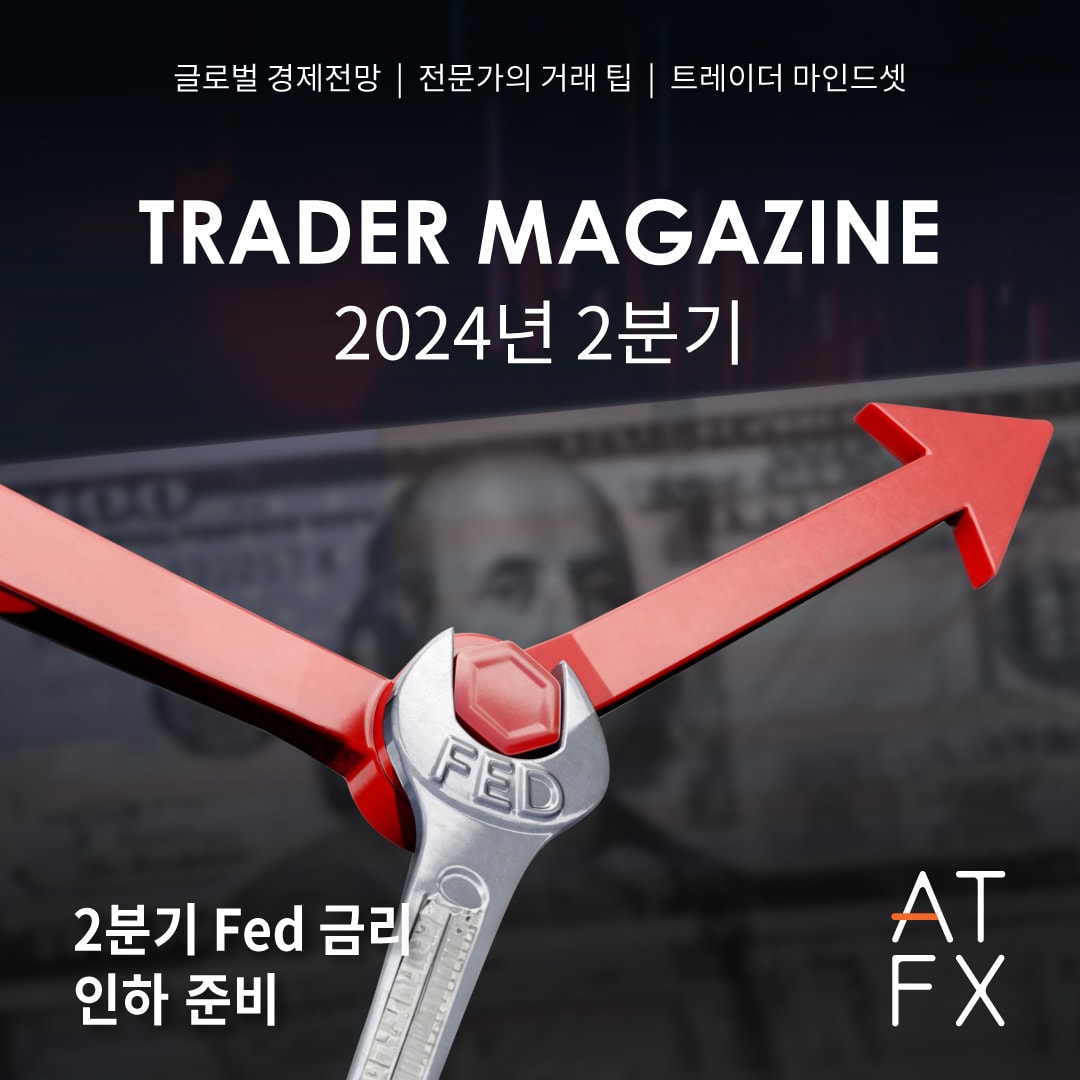 글로벌 경제전망 | 전문가의 거래 팁 | 트레이더 마인드셋
TRADER MAGAZINE
2024년 2분기
100
FED
2분기 Fed 금리
인하 준비
AT
FX